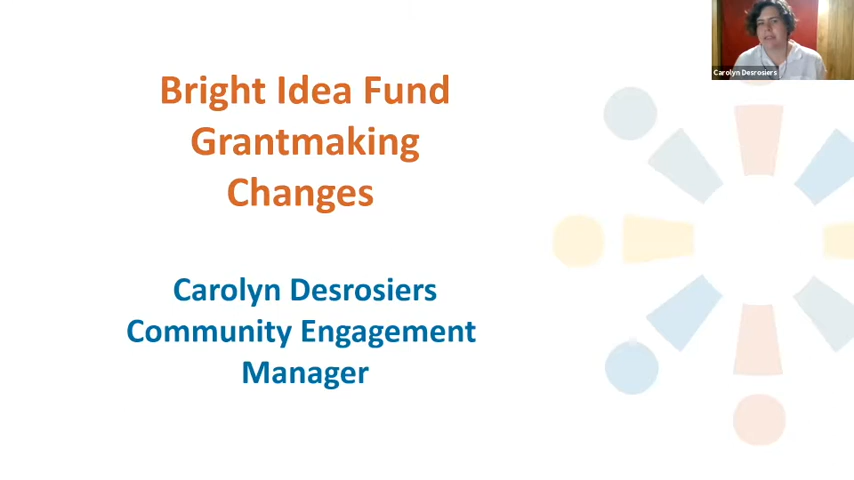 Bright Idea Fund
Grantmaking
Changes
Carolyn Desrosiers
Community Engagement
Manager
Carolyn Desrosiers